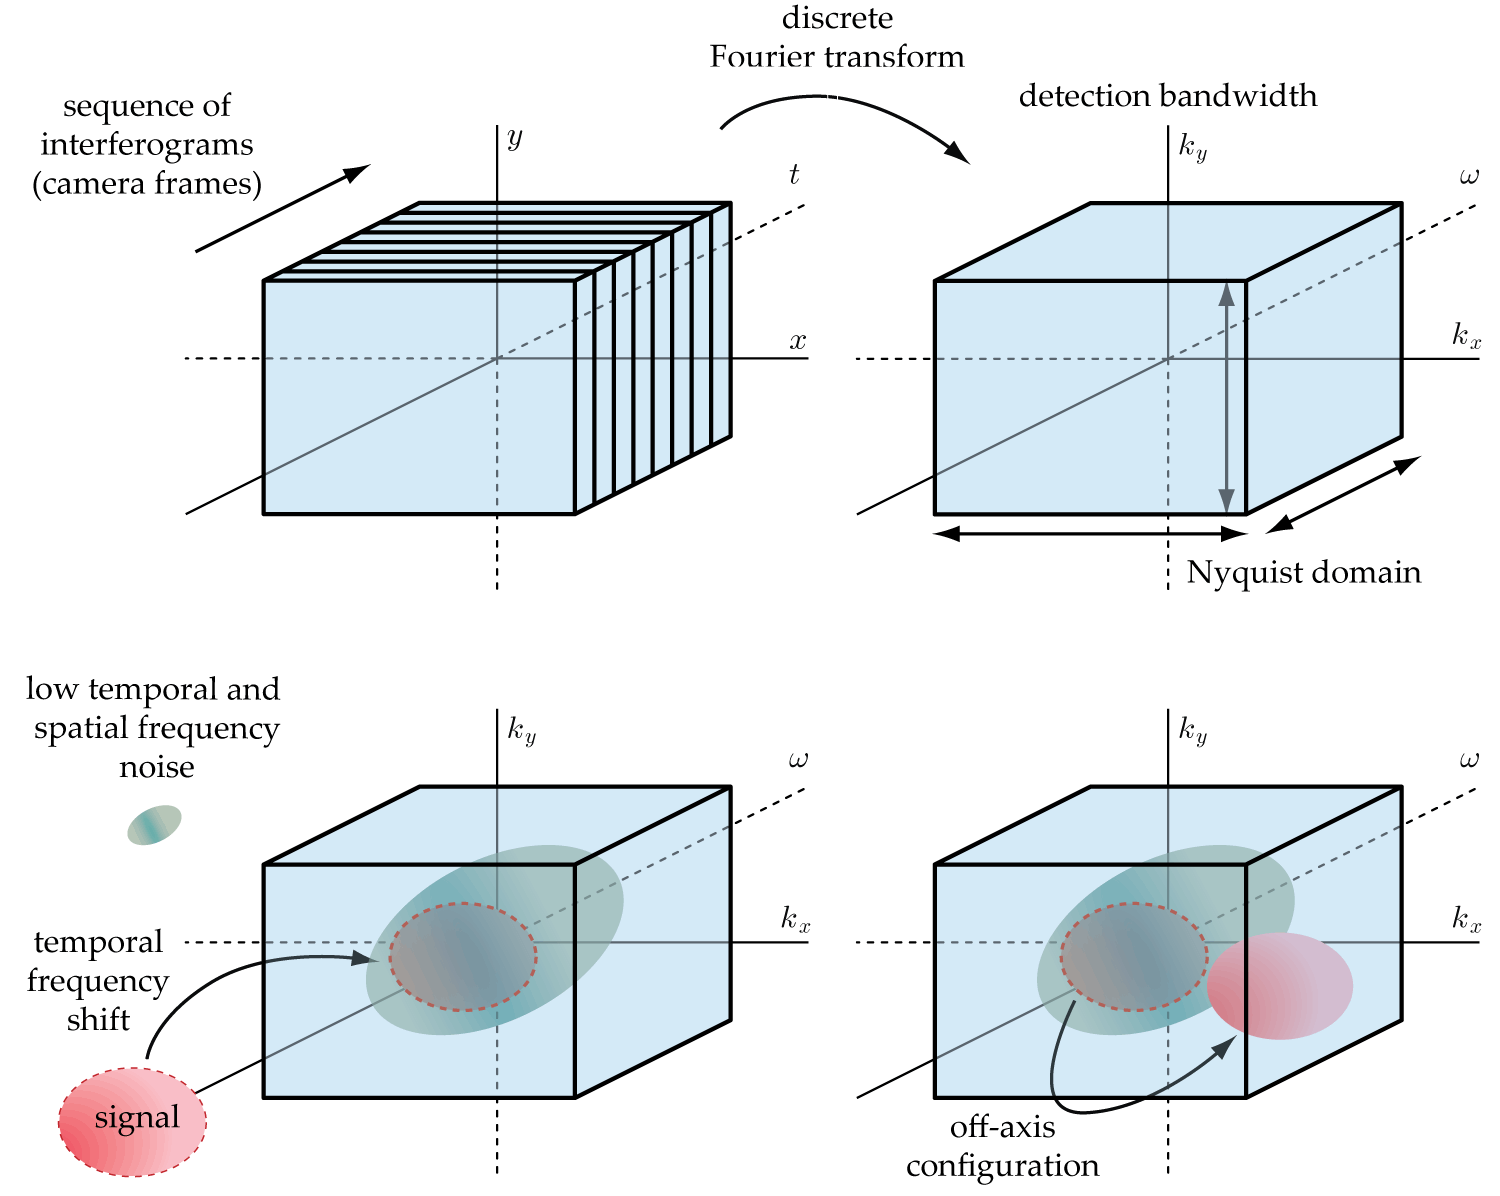 discrete
Fourier transform
sequence of
interferograms
(camera frames)
y
t
x
detection bandwidth
k_y
ω
k_x
Nyquist domain
low temporal and
spatial frequency
noise
temporal
frequency
shift
signal
k_y
ω
k_x
k_y
ω
k_x
off-axis
configuration